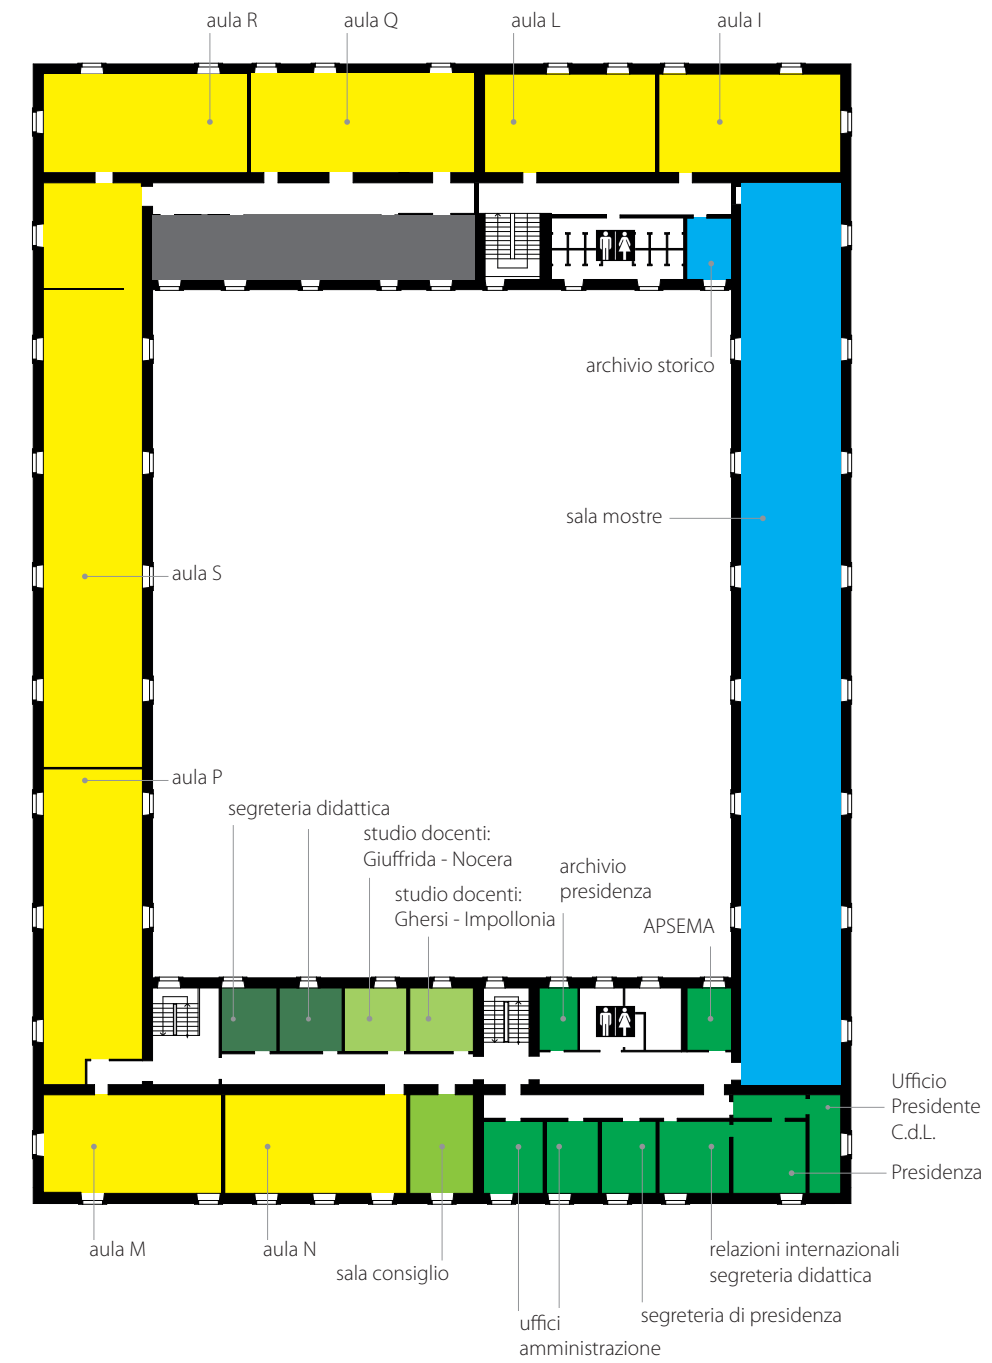 aula R
aula Q
aula L
aula I
archivio storico
sala mostre
aula S
aula P
segreteria didattica
studio docenti:
Giuffrida - Nocera
studio docenti:
Ghersi - Impollonia
archivio
presidenza
APSEMA
Ufficio
Presidente
C.d.L.
Presidenza
aula M
aula N
sala consiglio
relazioni internazionali
segreteria didattica
segreteria di presidenza
uffici
amministrazione